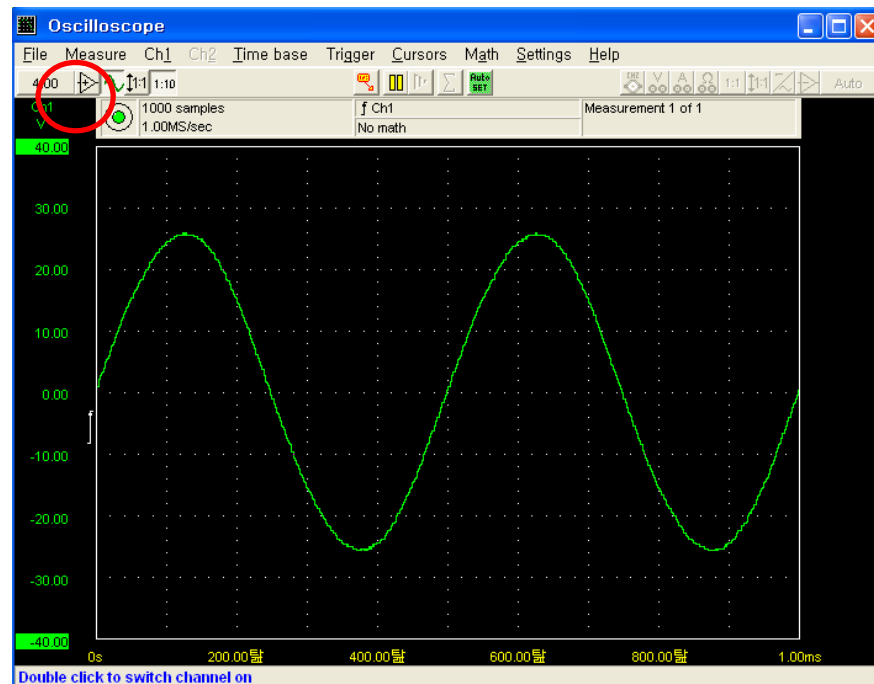 Oscilloscope
File Measure Ch1 Ch2 Time base Trigger Cursors Math Settings Help
4.00 1:1 1:10 Auto SET 1:1 1:1 Auto
Ch1
V
1000 samples
1.00MS/sec
ƒ Ch1
No math
Measurement 1 of 1
40.00
30.00
20.00
10.00
0.00
-10.00
-20.00
-30.00
-40.00
0s 200.00탎 400.00탎 600.00탎 800.00탎 1.00ms
Double click to switch channel on